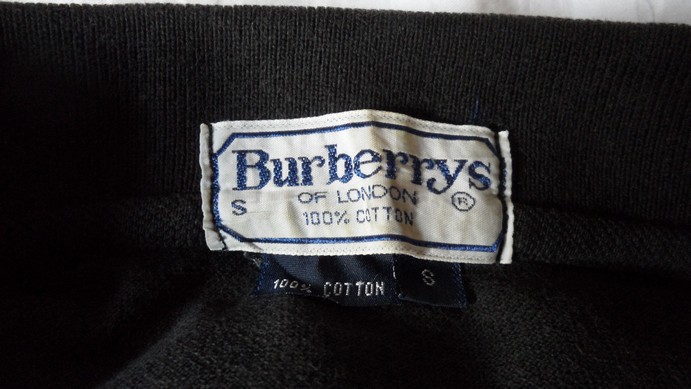 Burberrys
OF LONDON
S ®
100% COTTON
100% COTTON S